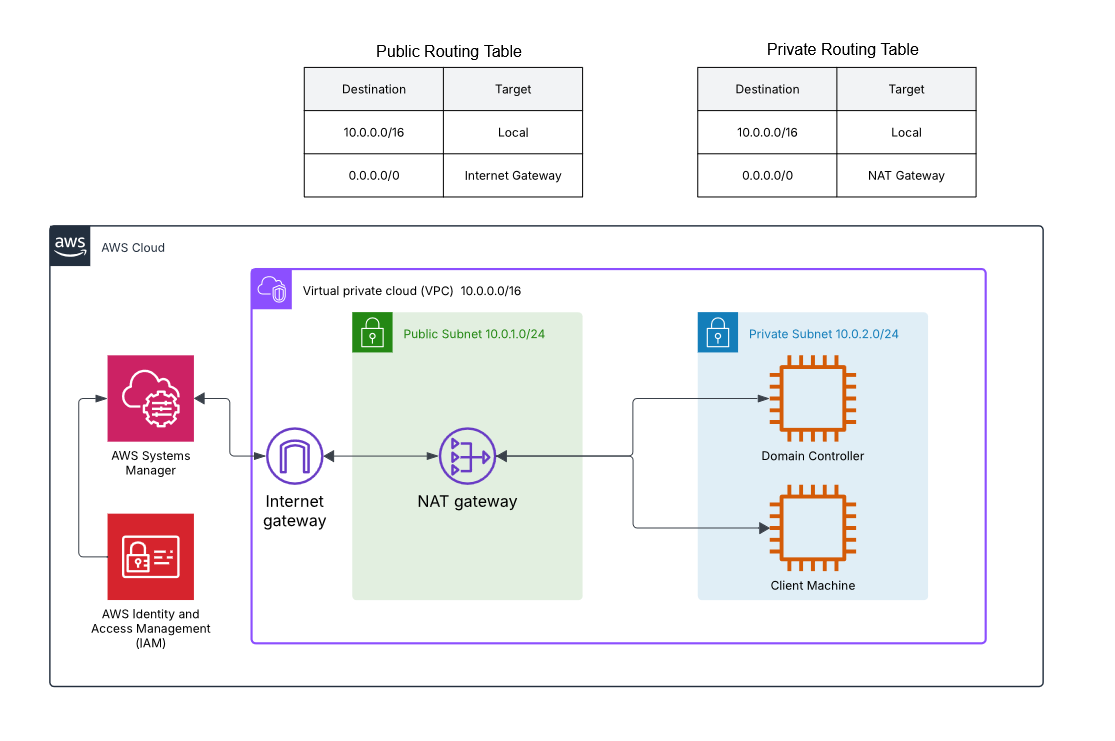 Public Routing Table
Private Routing Table
Destination Target
10.0.0.0/16 Local
0.0.0.0/0 Internet Gateway
Destination Target
10.0.0.0/16 Local
0.0.0.0/0 NAT Gateway
aws
AWS Cloud
Virtual private cloud (VPC) 10.0.0.0/16
Public Subnet 10.0.1.0/24
Private Subnet 10.0.2.0/24
AWS Systems
Manager
Internet
gateway
NAT gateway
Domain Controller
Client Machine
AWS Identity and
Access Management
(IAM)